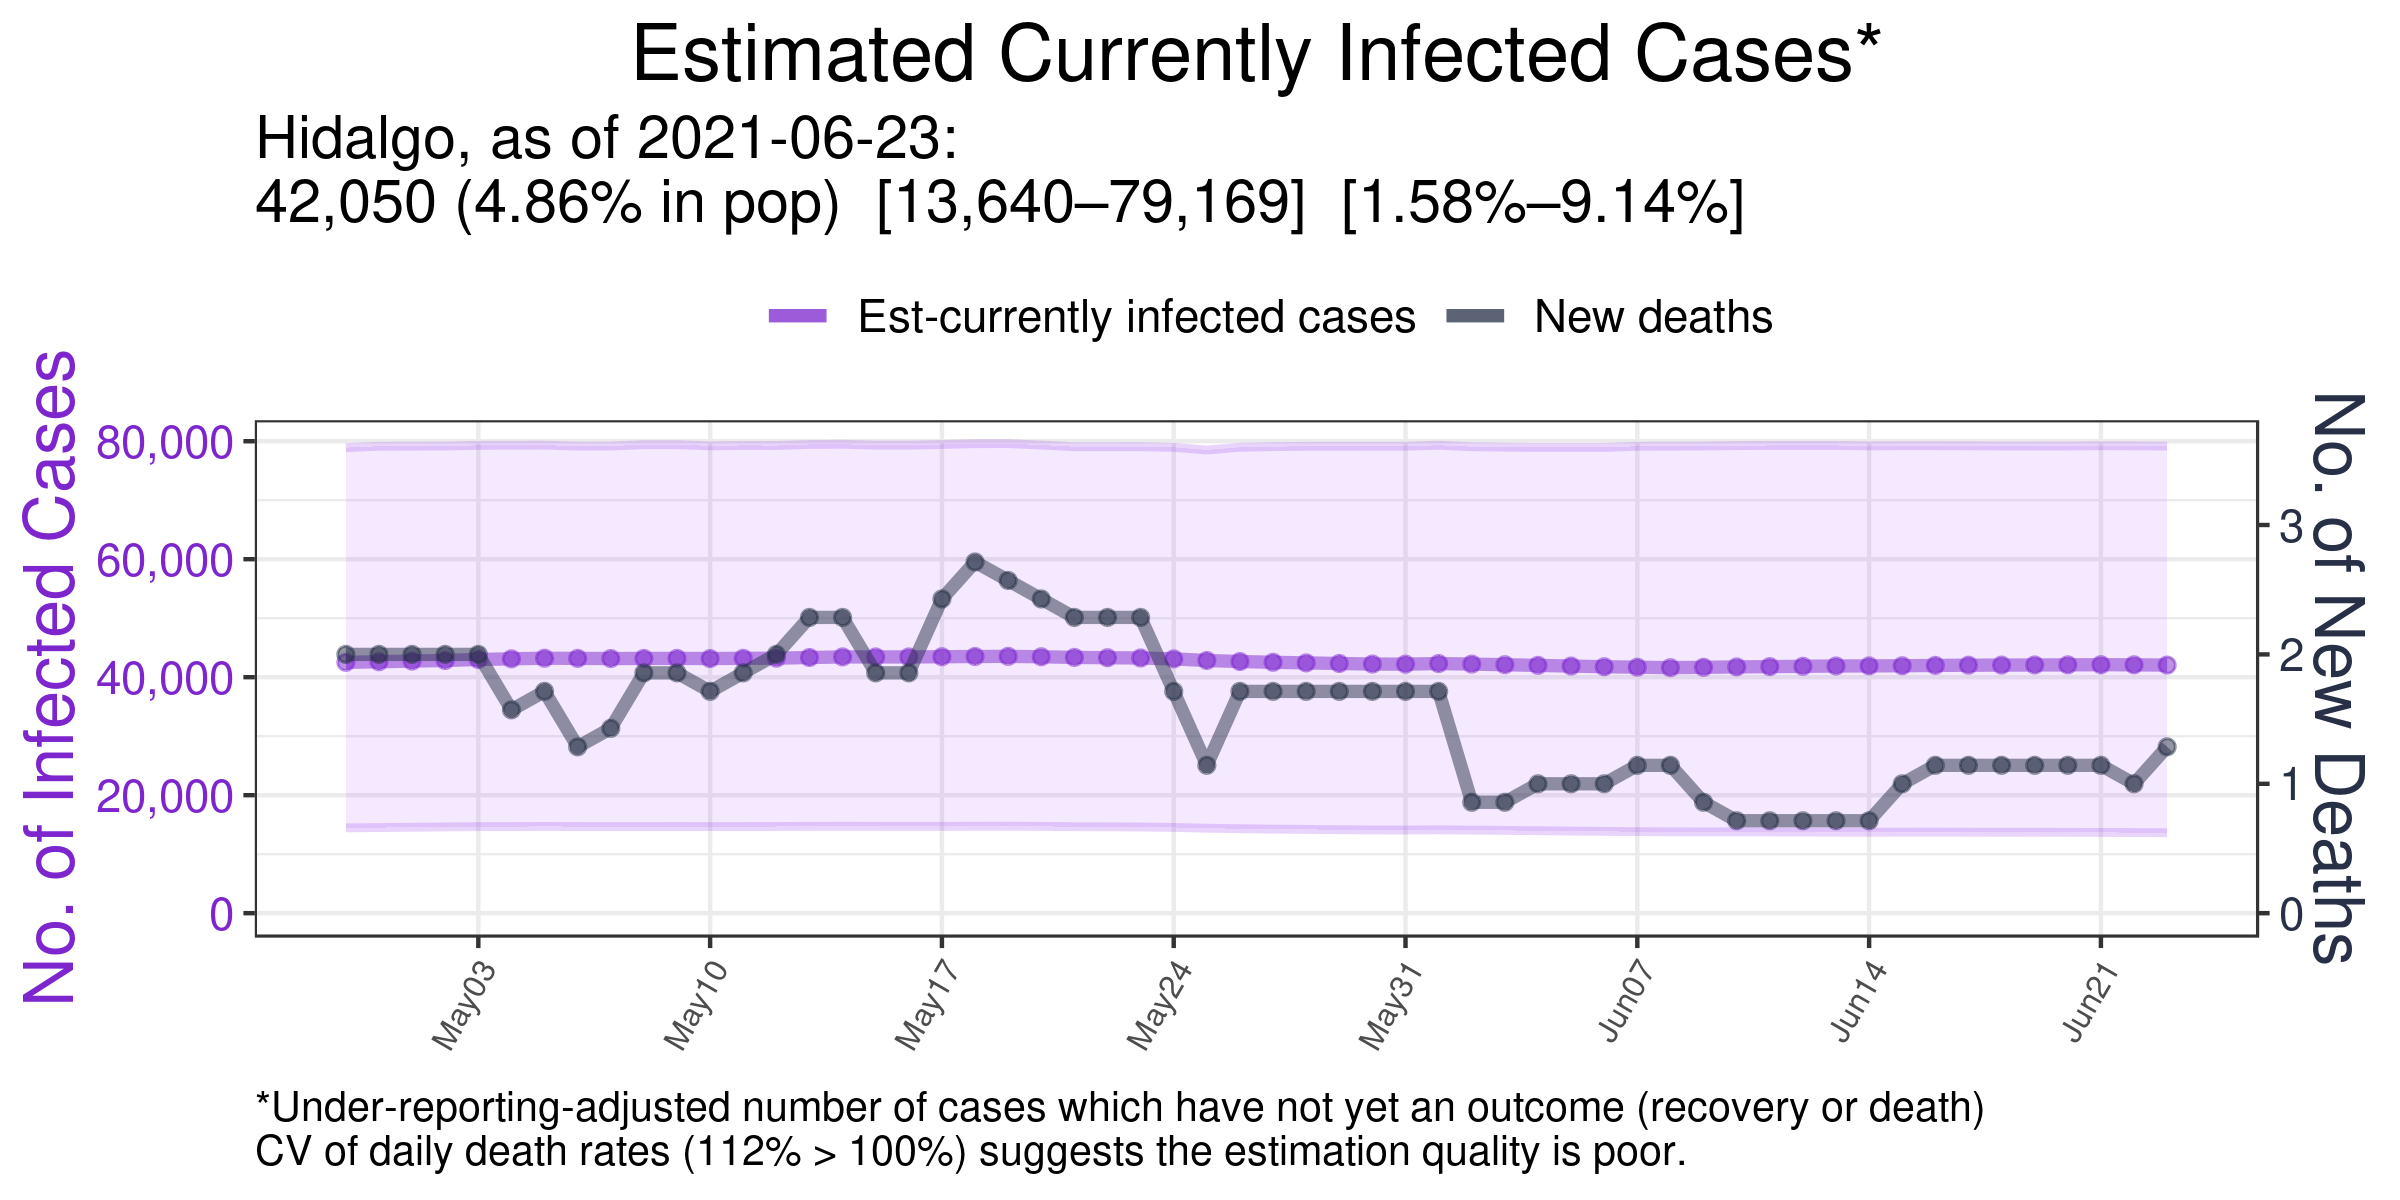 Estimated Currently Infected Cases*
Hidalgo, as of 2021-06-23:
42,050 (4.86% in pop)  [13,640–79,169]  [1.58%–9.14%]
Est-currently infected cases
New deaths
No. of Infected Cases
80,000
60,000
40,000
20,000
0
No. of New Deaths
3
2
1
0
May03
May10
May17
May24
May31
Jun07
Jun14
Jun21
*Under-reporting-adjusted number of cases which have not yet an outcome (recovery or death)
CV of daily death rates (112% > 100%) suggests the estimation quality is poor.